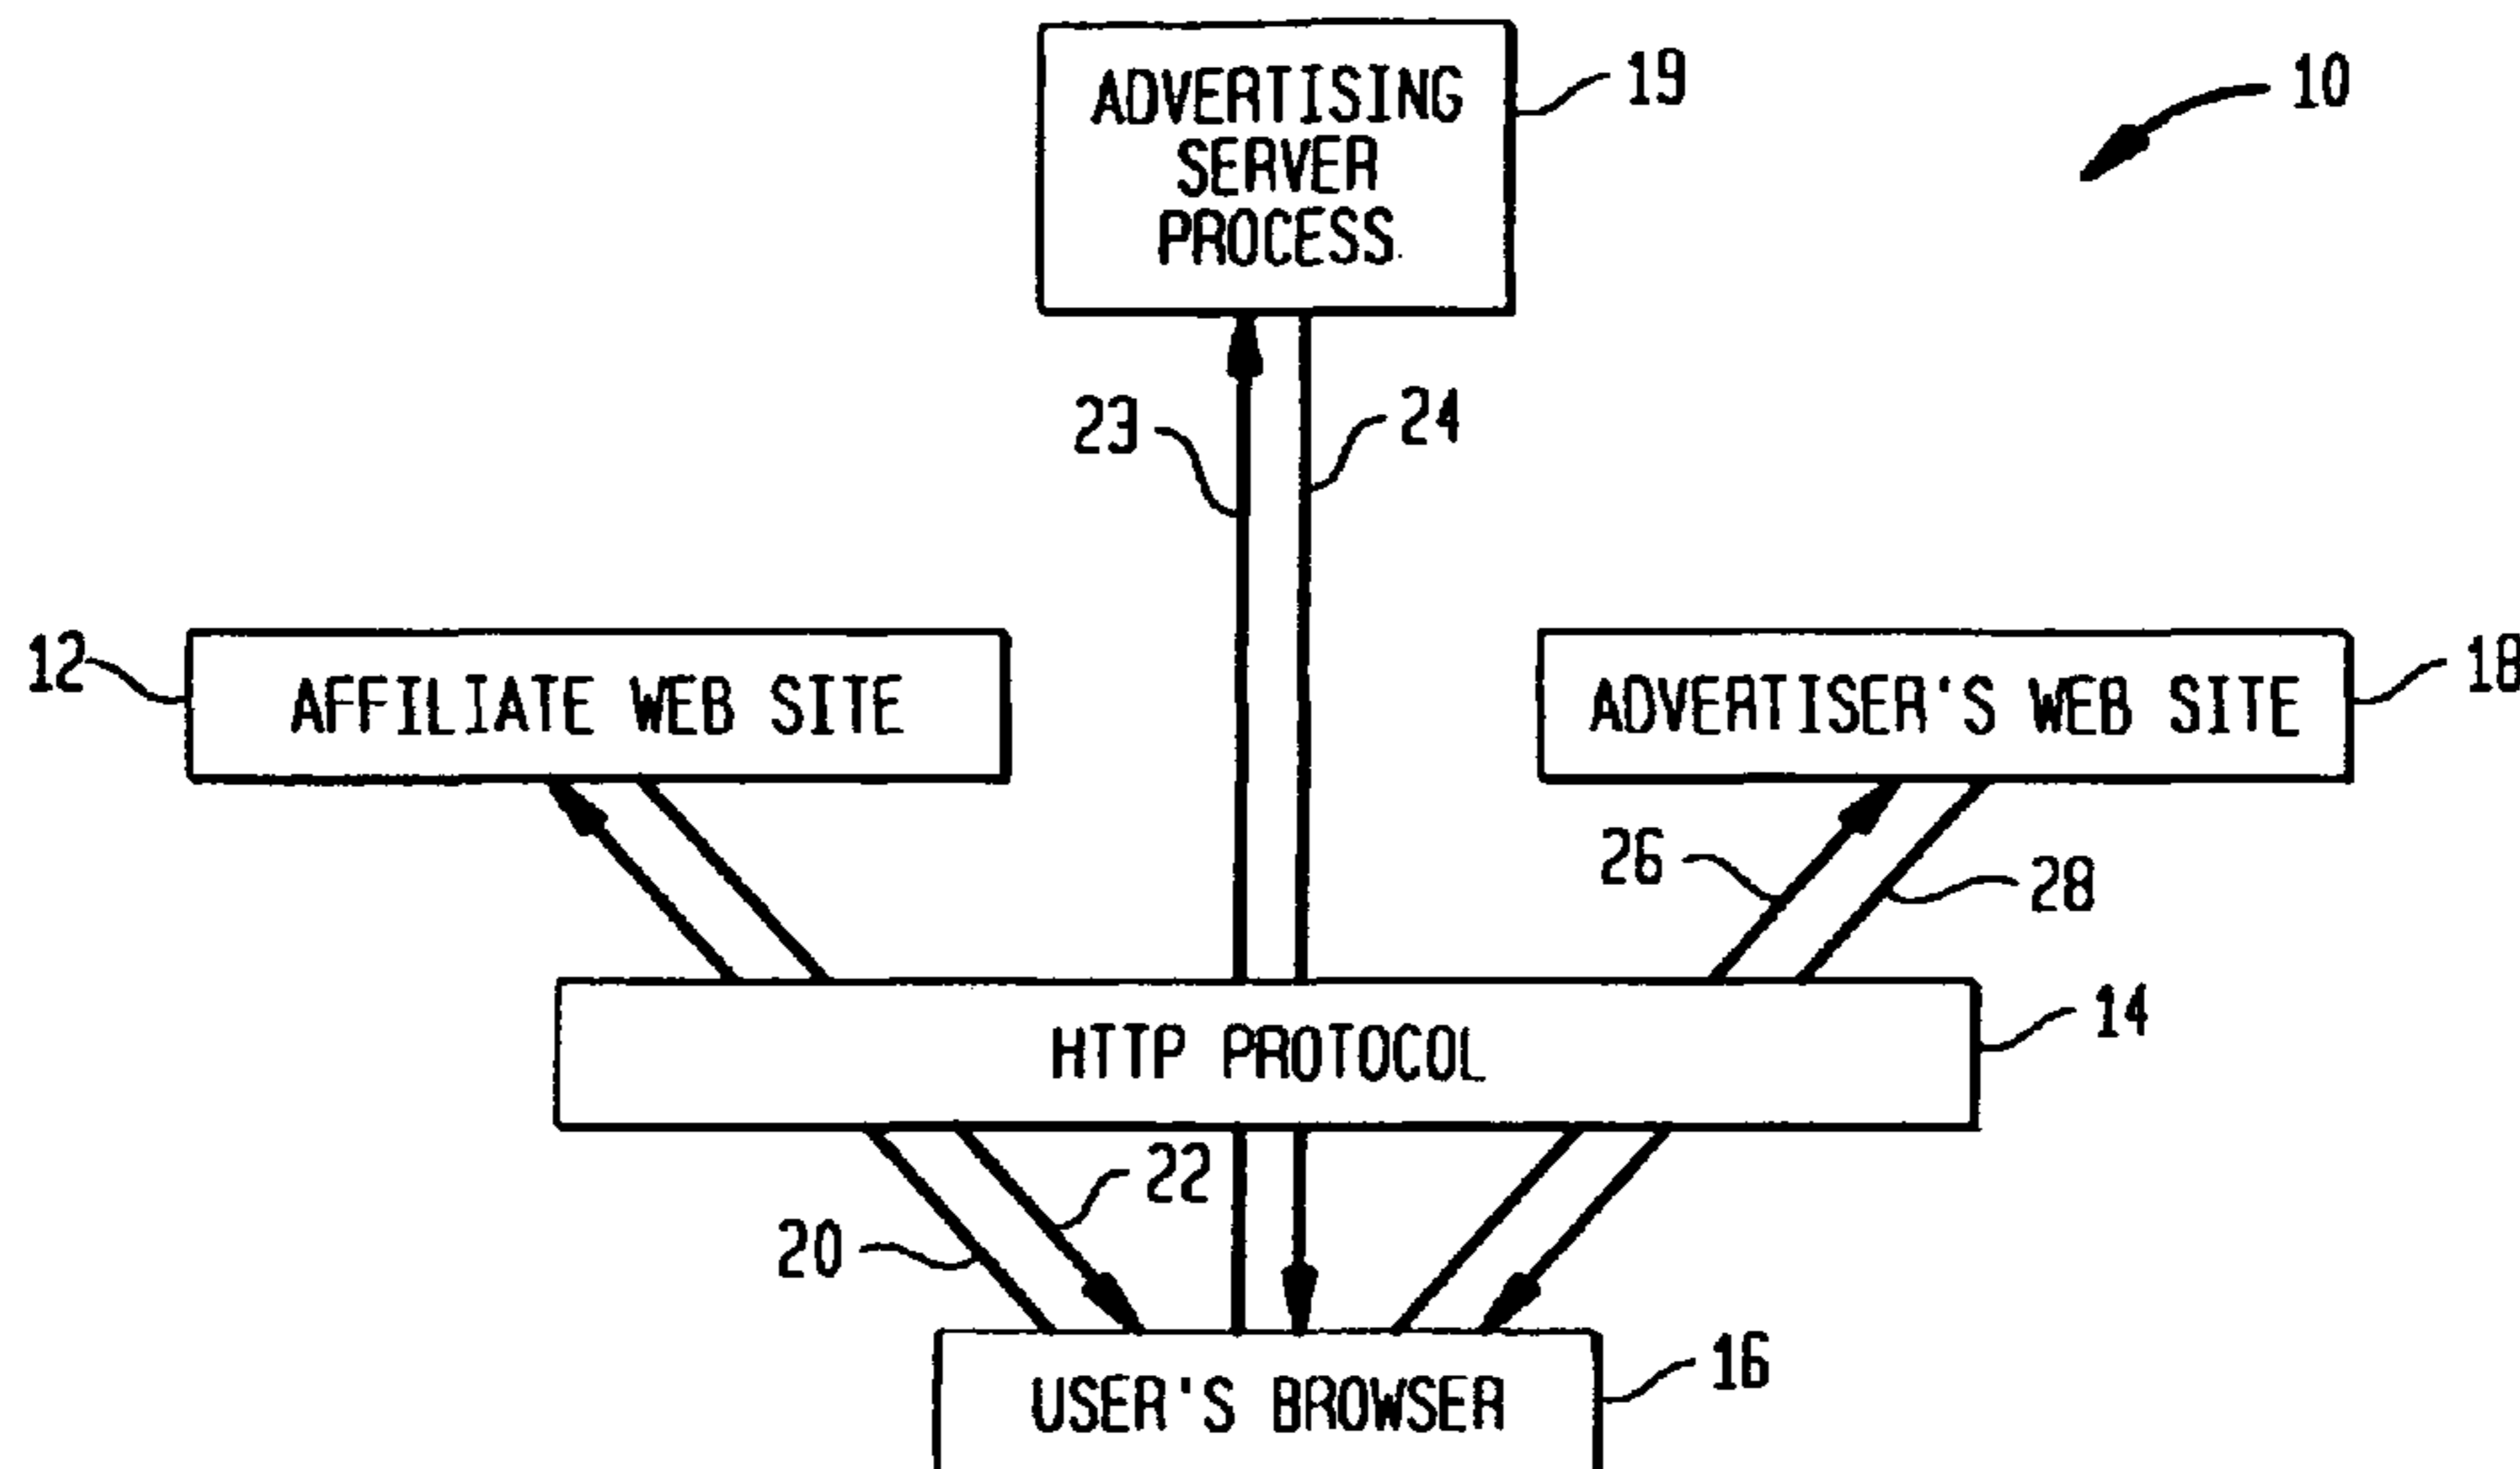 ADVERTISING
SERVER
PROCESS.
19
10
23
24
12
AFFILIATE WEB SITE
ADVERTISER'S WEB SITE
18
26
28
HTTP PROTOCOL
14
22
20
USER'S BROWSER
16